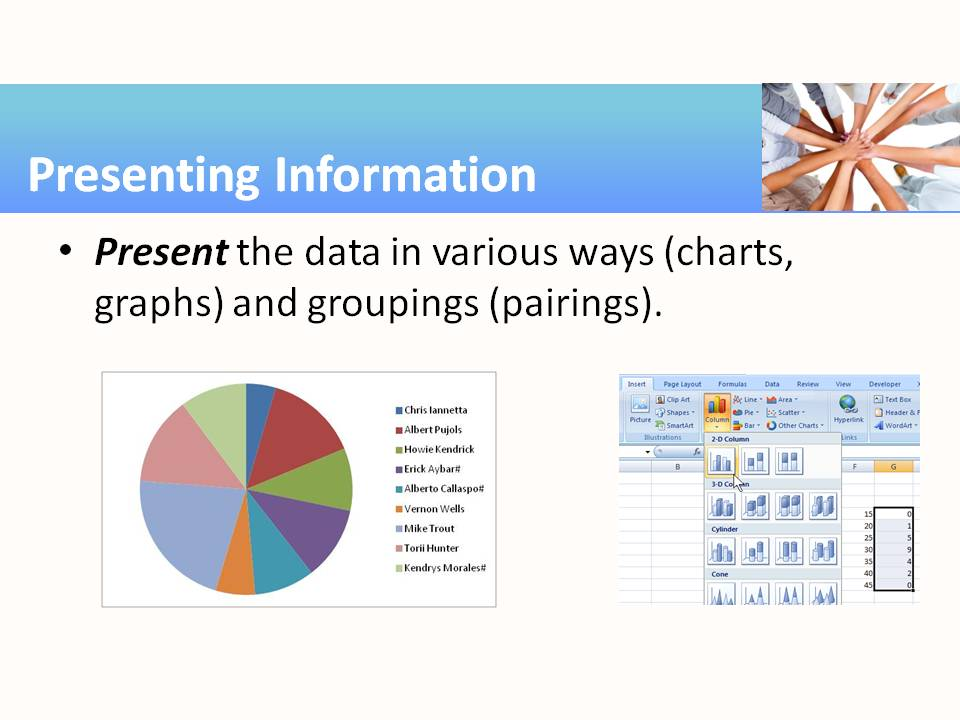 Presenting Information
• Present the data in various ways (charts,
graphs) and groupings (pairings).
Chris Iannetta
Albert Pujols
Howie Kendrick
Erick Aybar#
Alberto Callaspo#
Vernon Wells
Mike Trout
Torii Hunter
Kendrys Morales#
Insert Page Layout Formulas Data Review View Developer
Clip Art Line Area Text Box
Shapes Pie Scatter Header & F
Picture SmartArt Column Bar Other Charts Hyperlink WordArt
Illustrations Links
2-D Column
fx
B F G
3-D Column
15 0
20 1
Cylinder
25 5
30 9
35 4
Cone
40 2
45 0